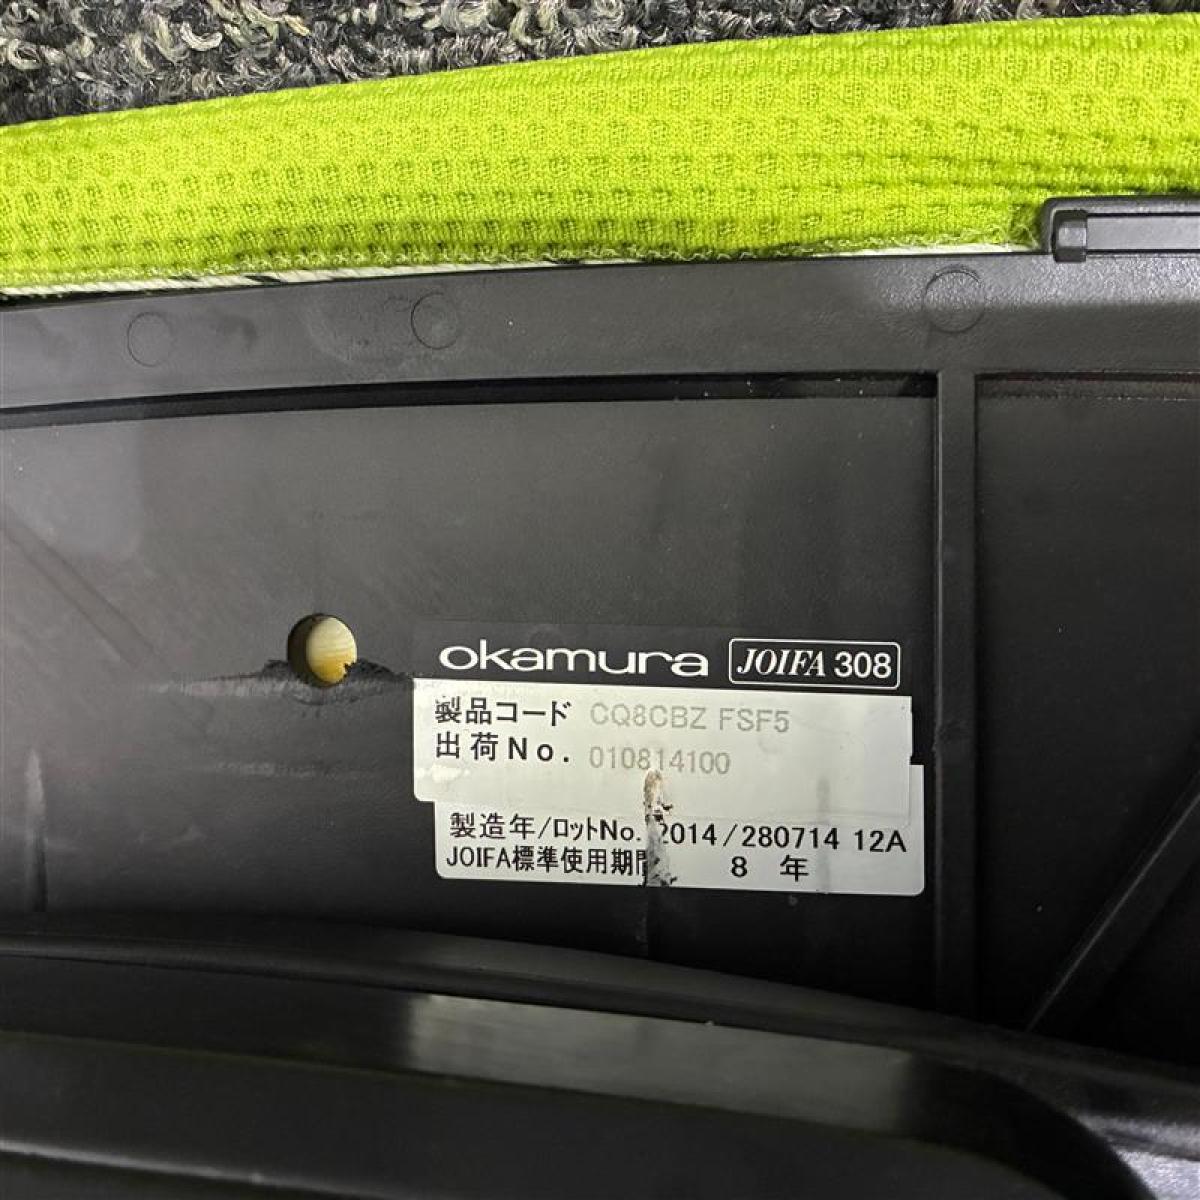 okamura JOIFA 308
製品コード CQ8CBZ FSF5
出荷No. 010814100
製造年/ロットNo. 2014/280714 12A
JOIFA標準使用期間 8 年